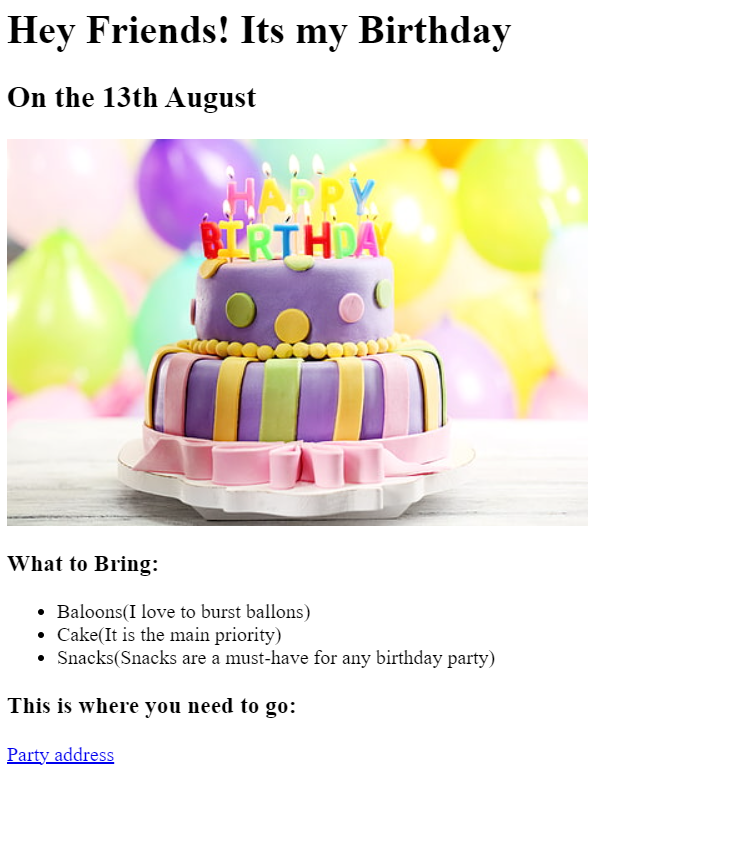 Hey Friends! Its my Birthday
On the 13th August
HAPPY
BIRTHDAY
What to Bring:
Baloons(I love to burst ballons)
Cake(It is the main priority)
Snacks(Snacks are a must-have for any birthday party)
This is where you need to go:
Party address